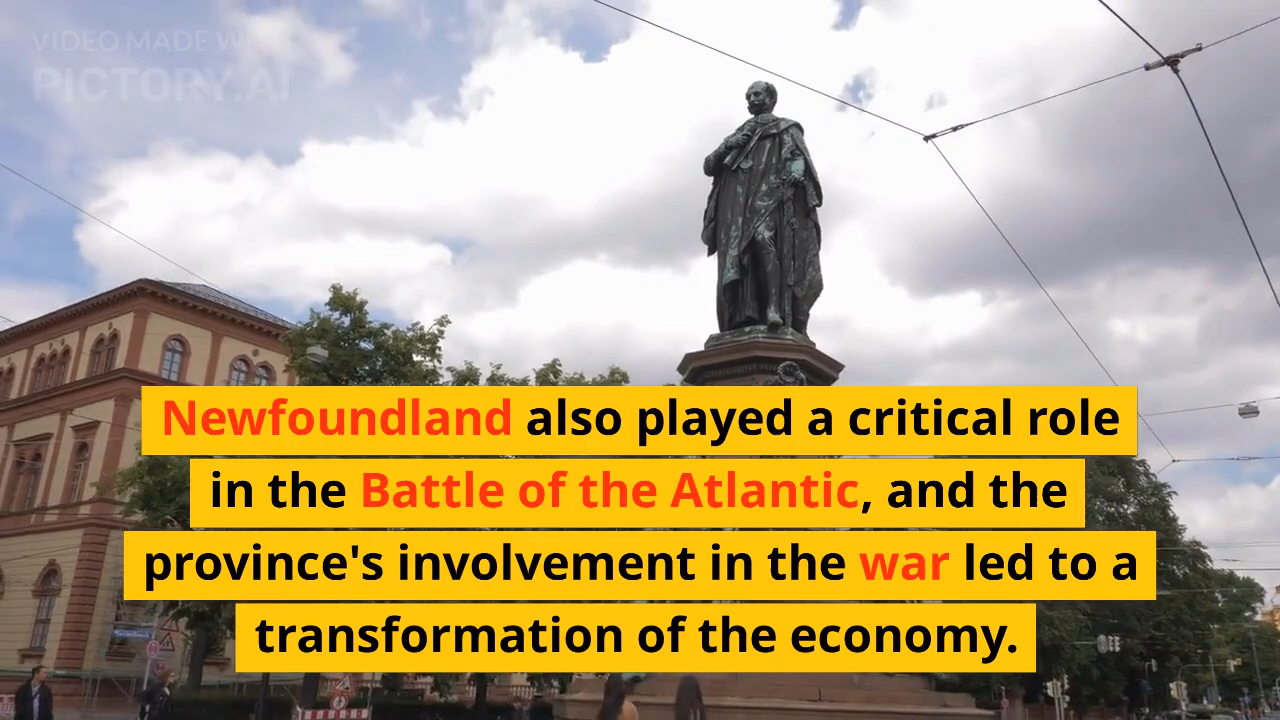 VIDEO MADE WITH
PICTORY.AI
Newfoundland also played a critical role
in the Battle of the Atlantic, and the
province's involvement in the war led to a
transformation of the economy.